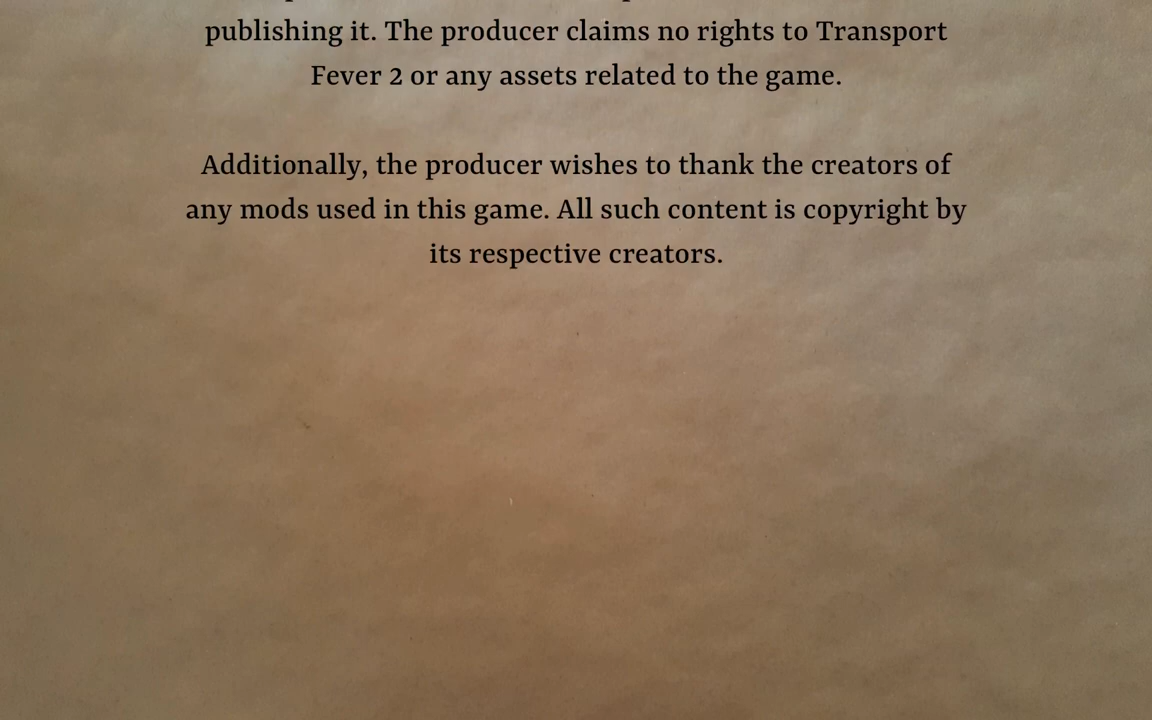 publishing it. The producer claims no rights to Transport
Fever 2 or any assets related to the game.
Additionally, the producer wishes to thank the creators of
any mods used in this game. All such content is copyright by
its respective creators.